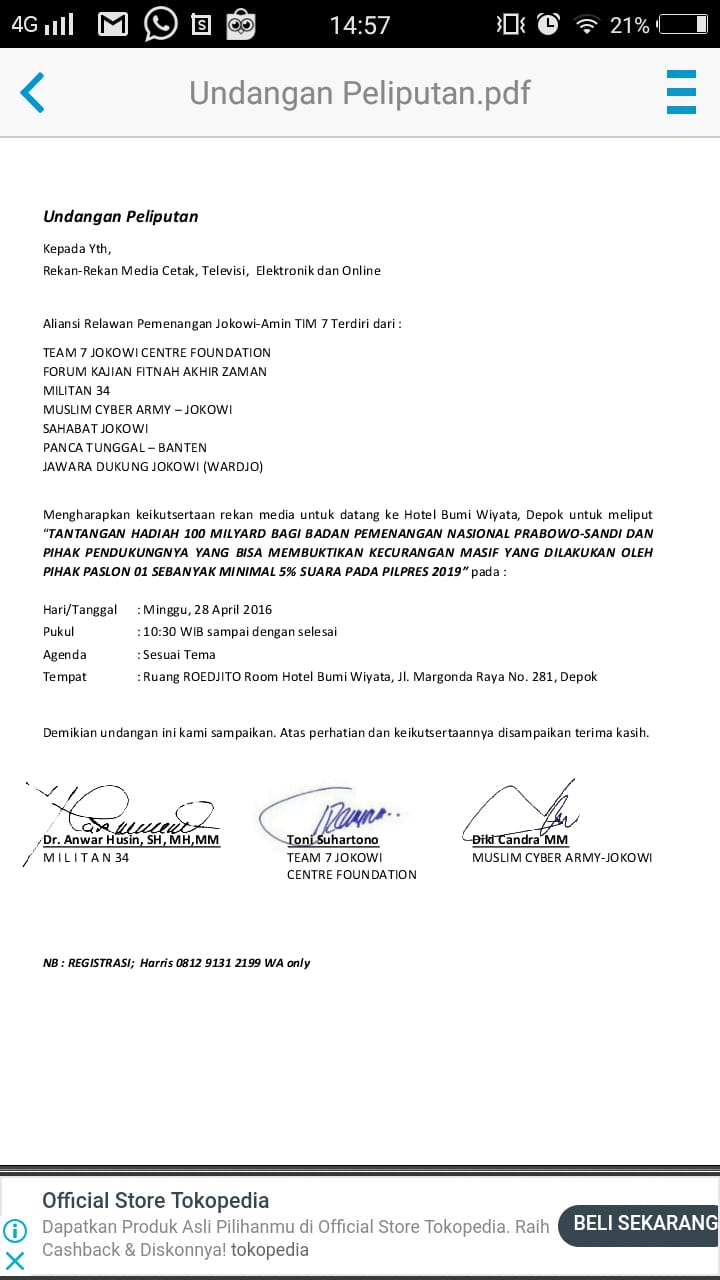 4G
14:57
21%
Undangan Peliputan.pdf
Undangan Peliputan
Kepada Yth,
Rekan-Rekan Media Cetak, Televisi, Elektronik dan Online
Aliansi Relawan Pemenangan Jokowi-Amin TIM 7 Terdiri dari :
TEAM 7 JOKOWI CENTRE FOUNDATION
FORUM KAJIAN FITNAH AKHIR ZAMAN
MILITAN 34
MUSLIM CYBER ARMY – JOKOWI
SAHABAT JOKOWI
PANCA TUNGGAL – BANTEN
JAWARA DUKUNG JOKOWI (WARDJO)
Mengharapkan keikutsertaan rekan media untuk datang ke Hotel Bumi Wiyata, Depok untuk meliput
“TANTANGAN HADIAH 100 MILYARD BAGI BADAN PEMENANGAN NASIONAL PRABOWO-SANDI DAN
PIHAK PENDUKUNGNYA YANG BISA MEMBUKTIKAN KECURANGAN MASIF YANG DILAKUKAN OLEH
PIHAK PASLON 01 SEBANYAK MINIMAL 5% SUARA PADA PILPRES 2019” pada :
Hari/Tanggal : Minggu, 28 April 2016
Pukul : 10:30 WIB sampai dengan selesai
Agenda : Sesuai Tema
Tempat : Ruang ROEDJITO Room Hotel Bumi Wiyata, Jl. Margonda Raya No. 281, Depok
Demikian undangan ini kami sampaikan. Atas perhatian dan keikutsertaannya disampaikan terima kasih.
Dr. Anwar Husin, SH, MH,MM
M I L I T A N 34
Toni Suhartono
TEAM 7 JOKOWI
CENTRE FOUNDATION
Diki Candra MM
MUSLIM CYBER ARMY-JOKOWI
NB : REGISTRASI; Harris 0812 9131 2199 WA only
Official Store Tokopedia
Dapatkan Produk Asli Pilihanmu di Official Store Tokopedia. Raih
Cashback & Diskonnya! tokopedia
BELI SEKARANG